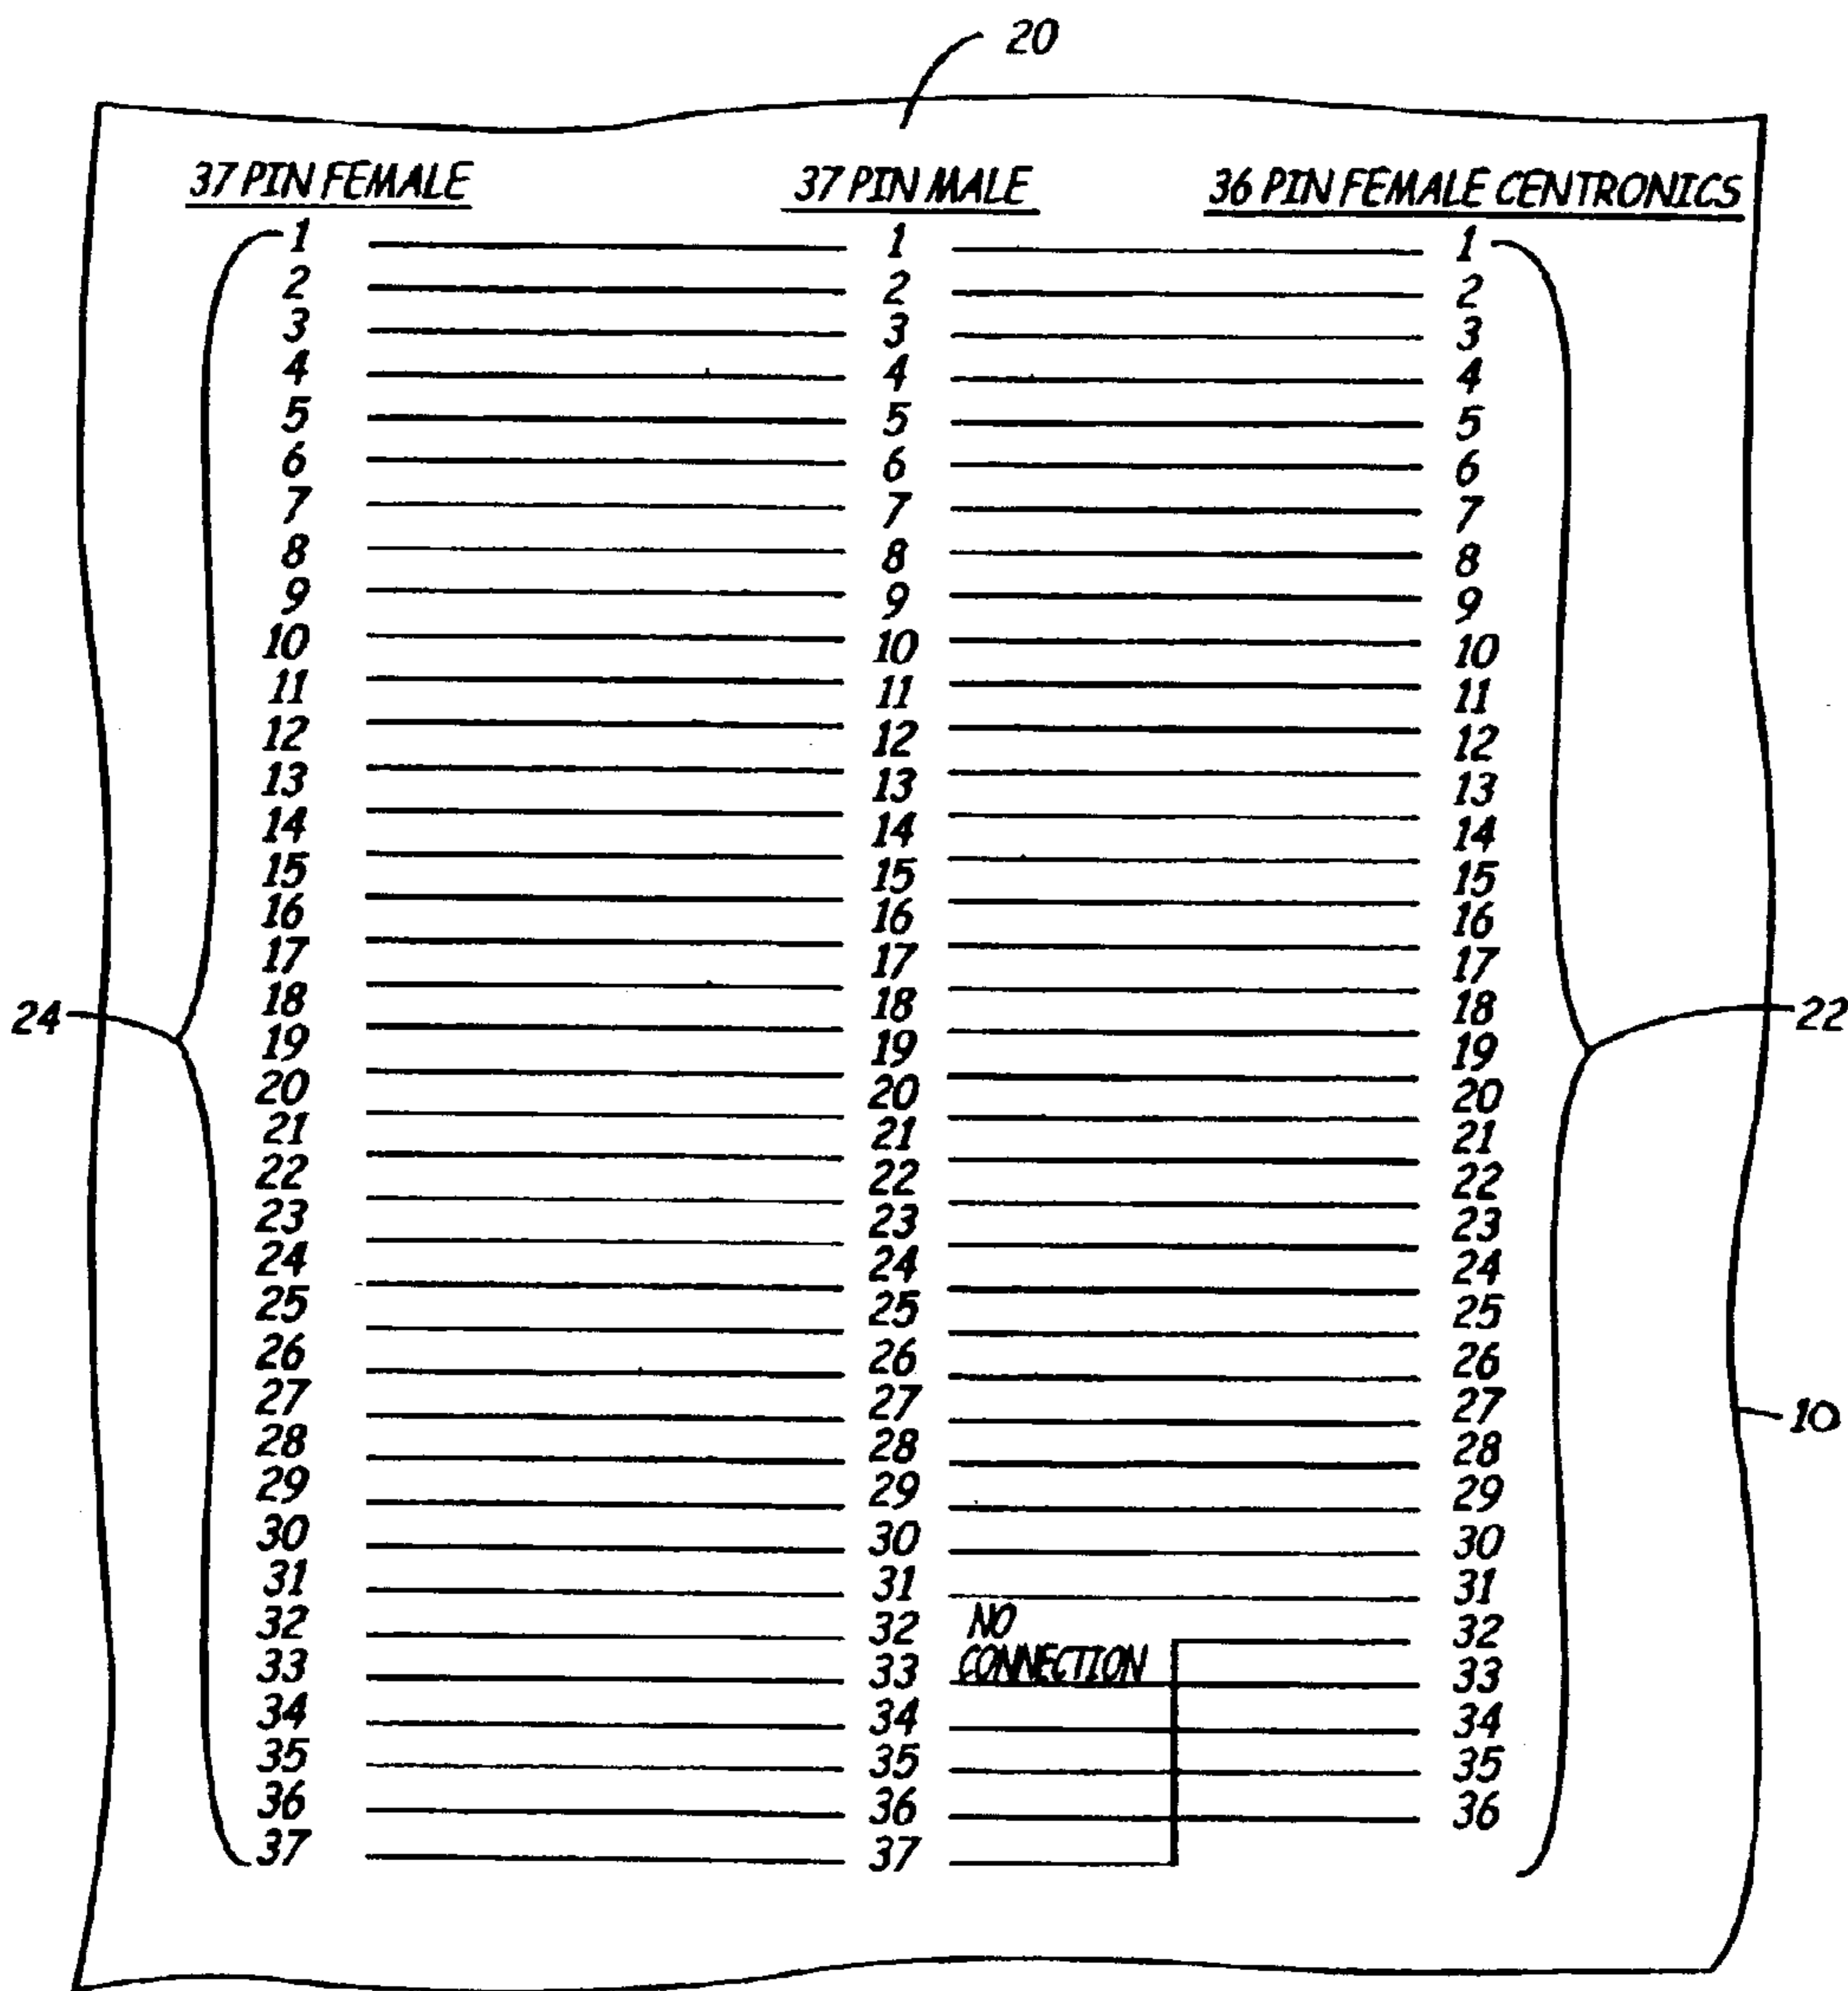 20
37 PIN FEMALE 37 PIN MALE 36 PIN FEMALE CENTRONICS
1 1 1
2 2 2
3 3 3
4 4 4
5 5 5
6 6 6
7 7 7
8 8 8
9 9 9
10 10 10
11 11 11
12 12 12
13 13 13
14 14 14
15 15 15
16 16 16
17 17 17
18 18 18
24 22
19 19 19
20 20 20
21 21 21
22 22 22
23 23 23
24 24 24
25 25 25
26 26 26
27 27 27
10
28 28 28
29 29 29
30 30 30
31 31 31
32 32 NO 32
33 33 CONNECTION 33
34 34 34
35 35 35
36 36 36
37 37